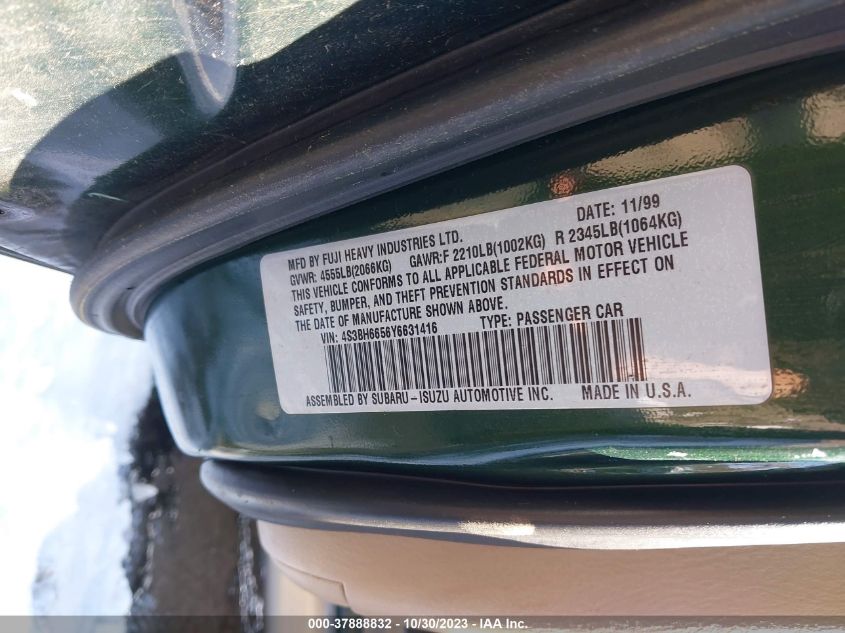 MFD BY FUJI HEAVY INDUSTRIES LTD. DATE: 11/99
GVWR: 4555LB(2066KG) GAWR:F 2210LB(1002KG) R 2345LB(1064KG)
THIS VEHICLE CONFORMS TO ALL APPLICABLE FEDERAL MOTOR VEHICLE
SAFETY, BUMPER, AND THEFT PREVENTION STANDARDS IN EFFECT ON
THE DATE OF MANUFACTURE SHOWN ABOVE.
VIN: 4S3BH6656Y6631416 TYPE: PASSENGER CAR
ASSEMBLED BY SUBARU-ISUZU AUTOMOTIVE INC. MADE IN U.S.A.
000-37888832 - 10/30/2023 - IAA Inc.